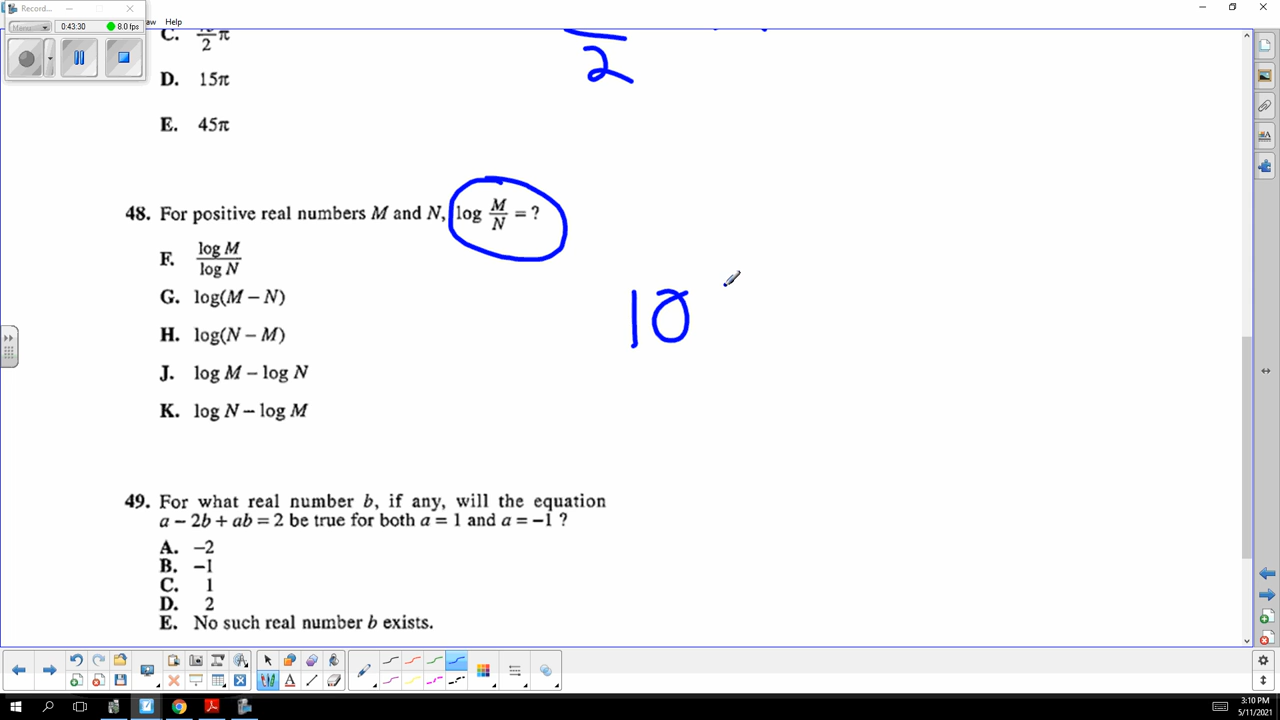 Record...
0:43:30 8.0 fps
aw Help
C. 2 π
2
D. 15π
E. 45π
48. For positive real numbers M and N, log M/N = ?
F. log M / log N
10
G. log(M – N)
H. log(N – M)
J. log M – log N
K. log N – log M
49. For what real number b, if any, will the equation
a – 2b + ab = 2 be true for both a = 1 and a = –1 ?
A. –2
B. –1
C. 1
D. 2
E. No such real number b exists.
3:10 PM
5/11/2021